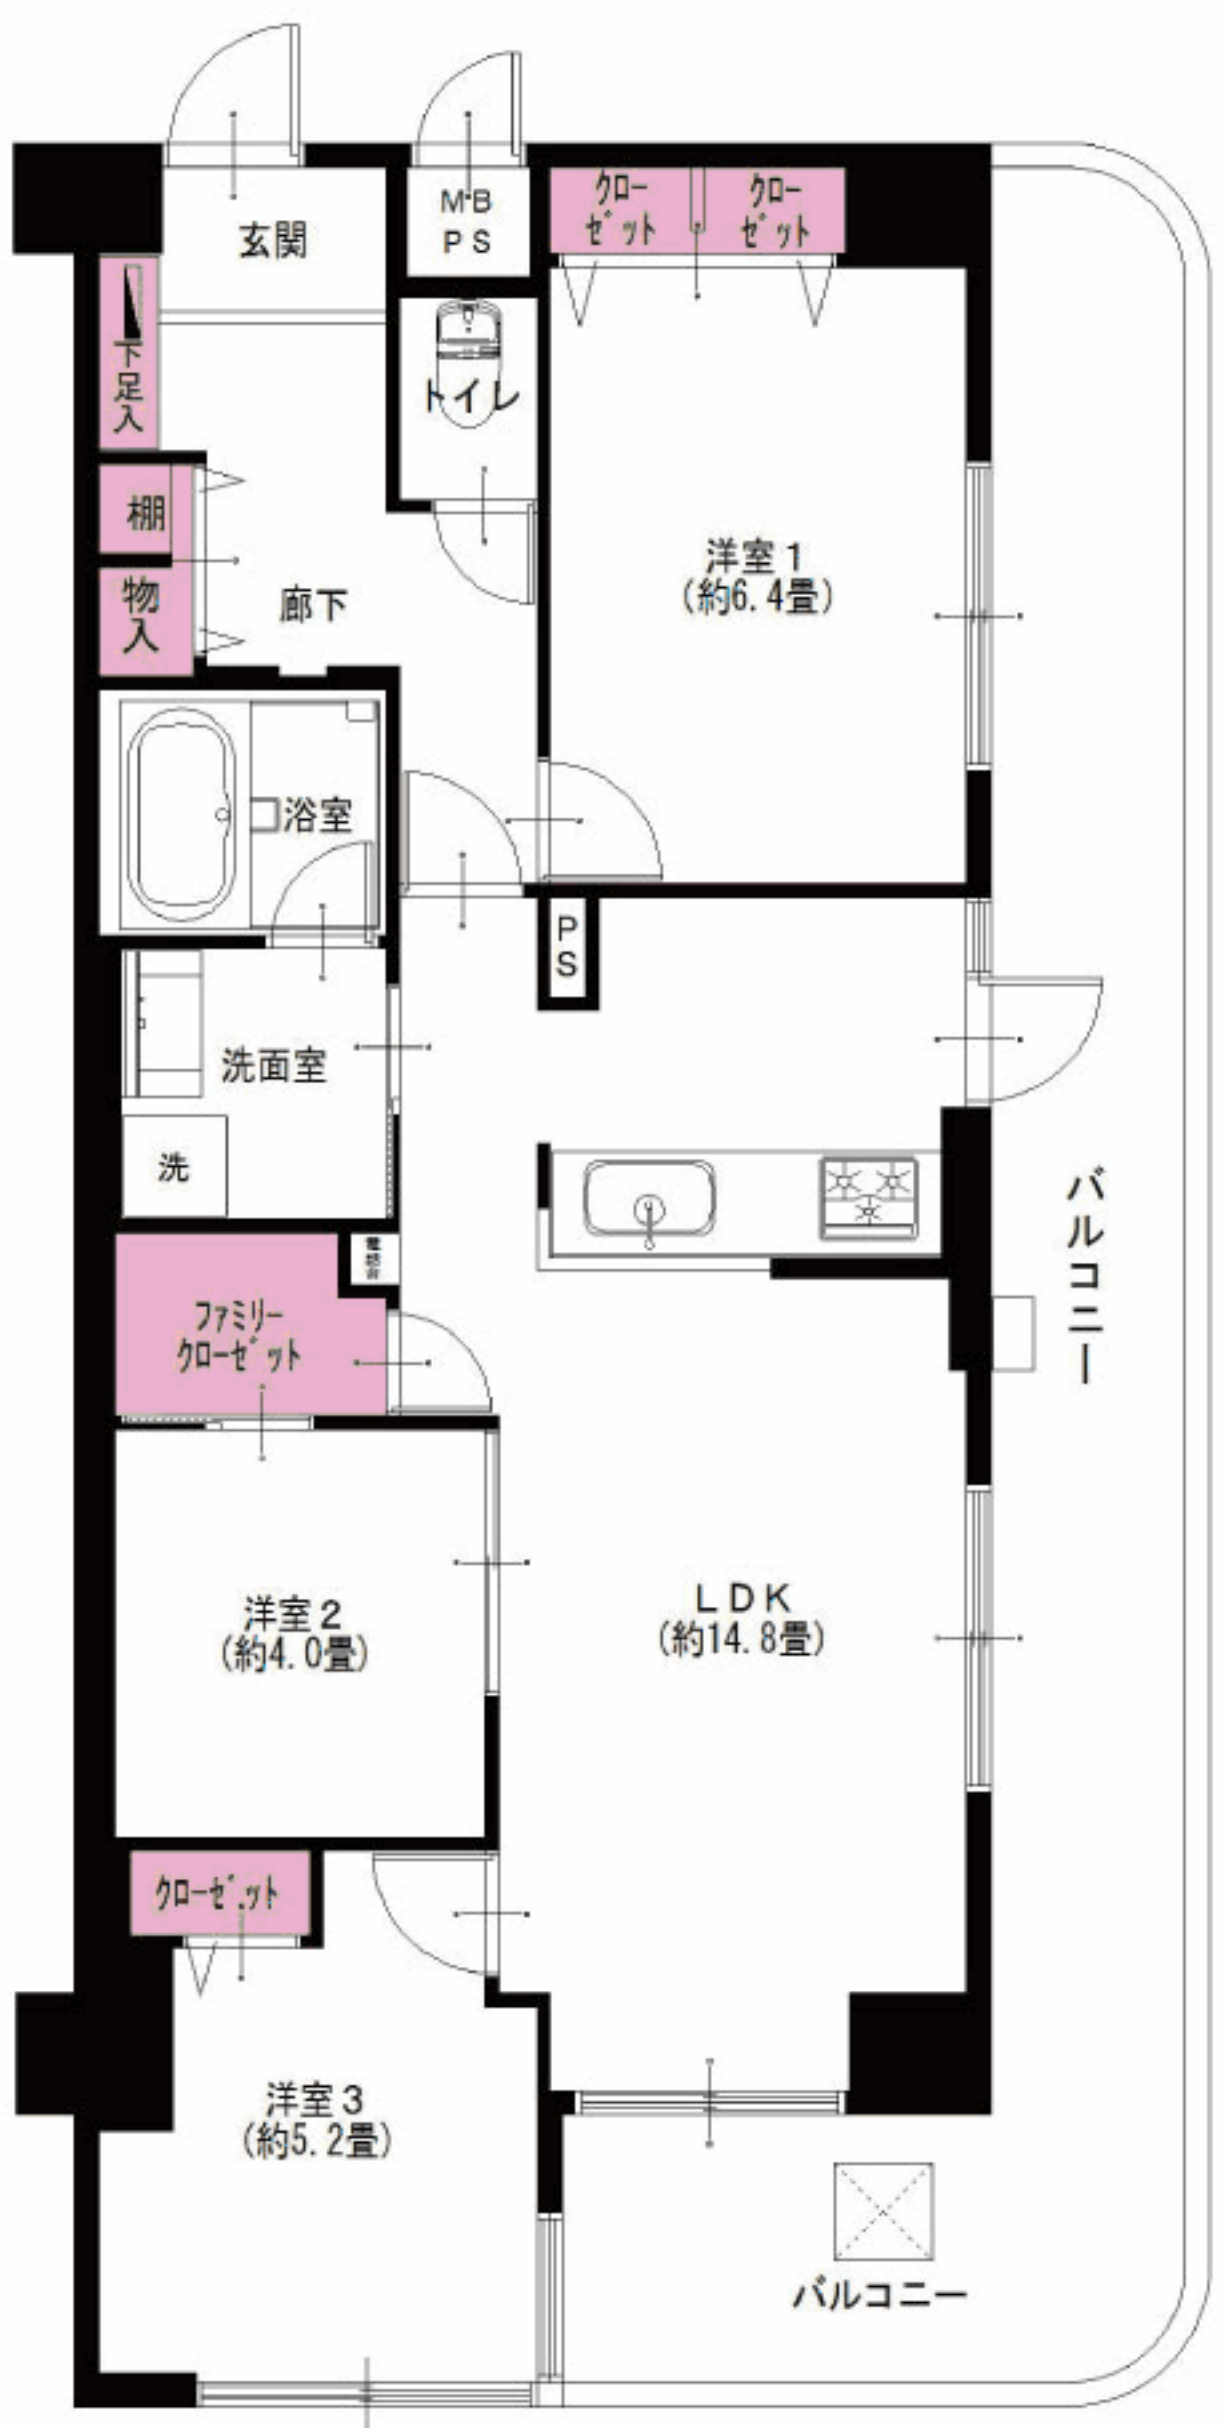 玄関
M・B
PS
クローゼット
クローゼット
下足入
トイレ
棚
物入
廊下
洋室1
(約6.4畳)
浴室
PS
洗面室
洗
電話台
ファミリー
クローゼット
バルコニー
洋室2
(約4.0畳)
LDK
(約14.8畳)
クローゼット
洋室3
(約5.2畳)
バルコニー